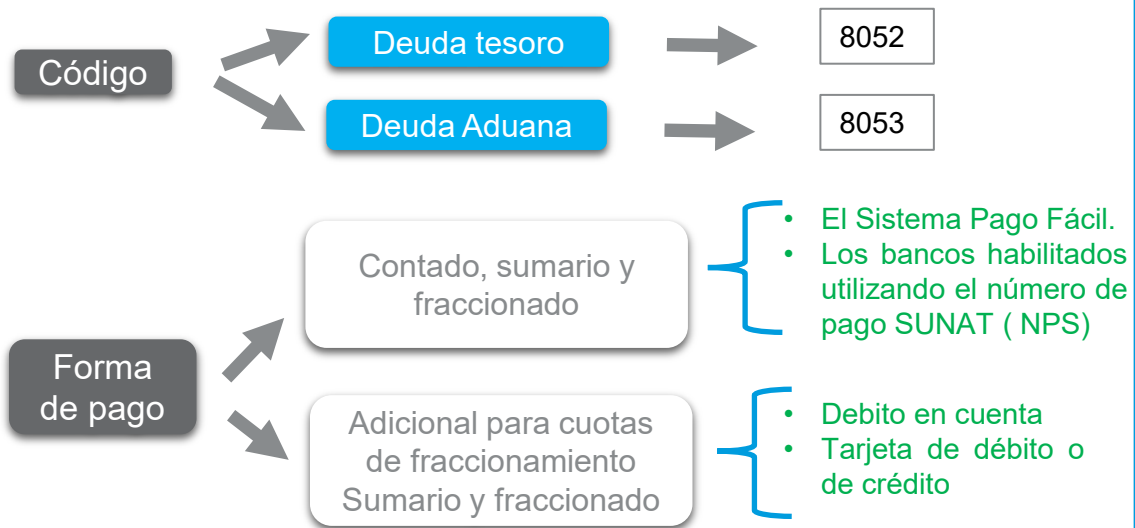 Código
Deuda tesoro
8052
Deuda Aduana
8053
Forma
de pago
Contado, sumario y
fraccionado
• El Sistema Pago Fácil.
• Los bancos habilitados
utilizando el número de
pago SUNAT ( NPS)
Adicional para cuotas
de fraccionamiento
Sumario y fraccionado
• Debito en cuenta
• Tarjeta de débito o
de crédito